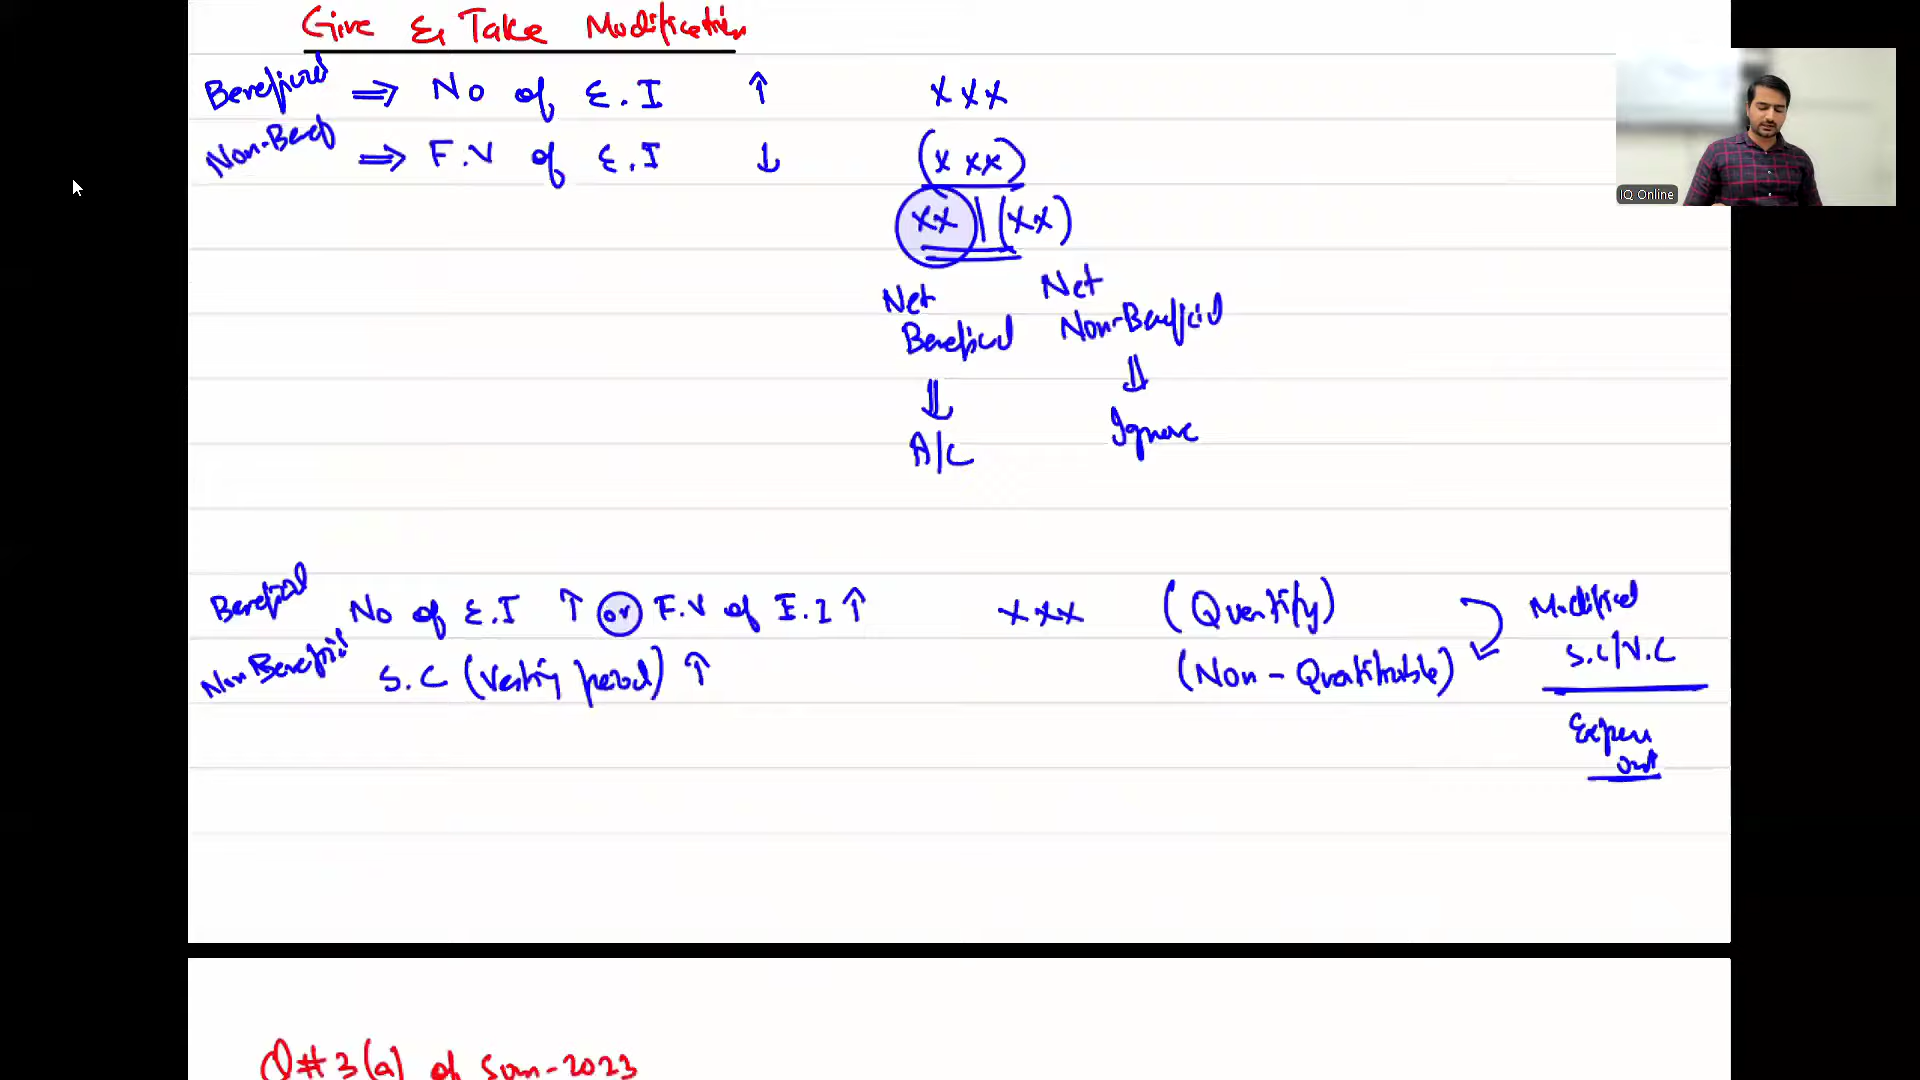 Give & Take Modification
Beneficial ⇒ No of E.I ↑ xxx
Non-Benef ⇒ F.V of E.I ↓ (xxx)
xx | (xx)
Net Beneficial
Net Non-Beneficial
⇓ ⇓
A/C Ignore
IQ Online
Beneficial No of E.I ↑ or F.V of E.I ↑ xxx (Quantify) Modified
Non Beneficial S.C (Vesting period) ↑ (Non-Quantifiable) S.C/V.C
Expen
out
Q#3(a) of Sum-2023